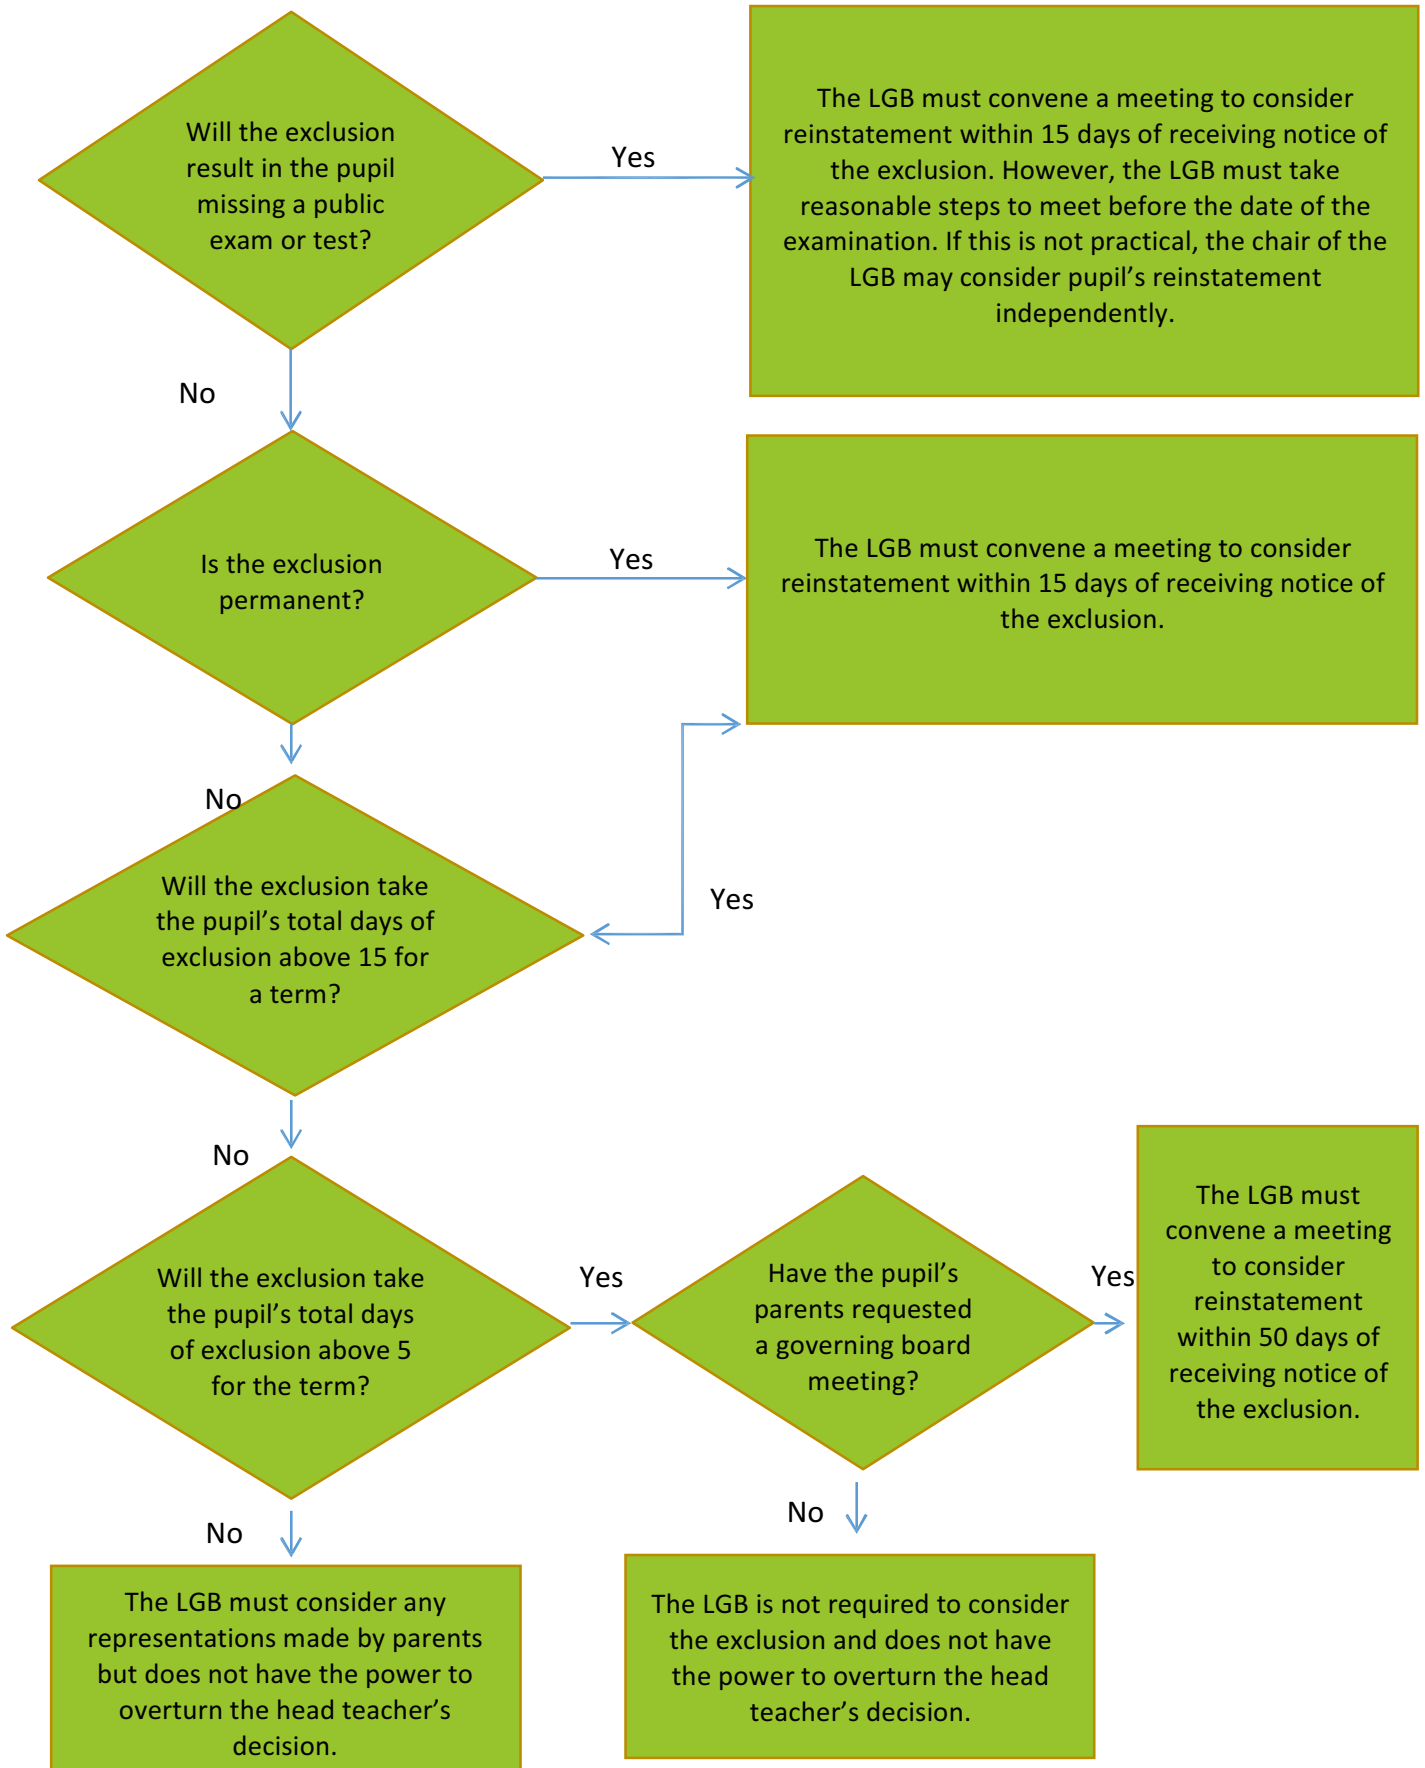 Will the exclusion
result in the pupil
missing a public
exam or test?
Yes
The LGB must convene a meeting to consider
reinstatement within 15 days of receiving notice of
the exclusion. However, the LGB must take
reasonable steps to meet before the date of the
examination. If this is not practical, the chair of the
LGB may consider pupil’s reinstatement
independently.
No
Is the exclusion
permanent?
Yes
The LGB must convene a meeting to consider
reinstatement within 15 days of receiving notice of
the exclusion.
No
Will the exclusion take
the pupil’s total days of
exclusion above 15 for
a term?
Yes
No
Will the exclusion take
the pupil’s total days
of exclusion above 5
for the term?
Yes
Have the pupil’s
parents requested
a governing board
meeting?
Yes
The LGB must
convene a meeting
to consider
reinstatement
within 50 days of
receiving notice of
the exclusion.
No
The LGB must consider any
representations made by parents
but does not have the power to
overturn the head teacher’s
decision.
No
The LGB is not required to consider
the exclusion and does not have
the power to overturn the head
teacher’s decision.